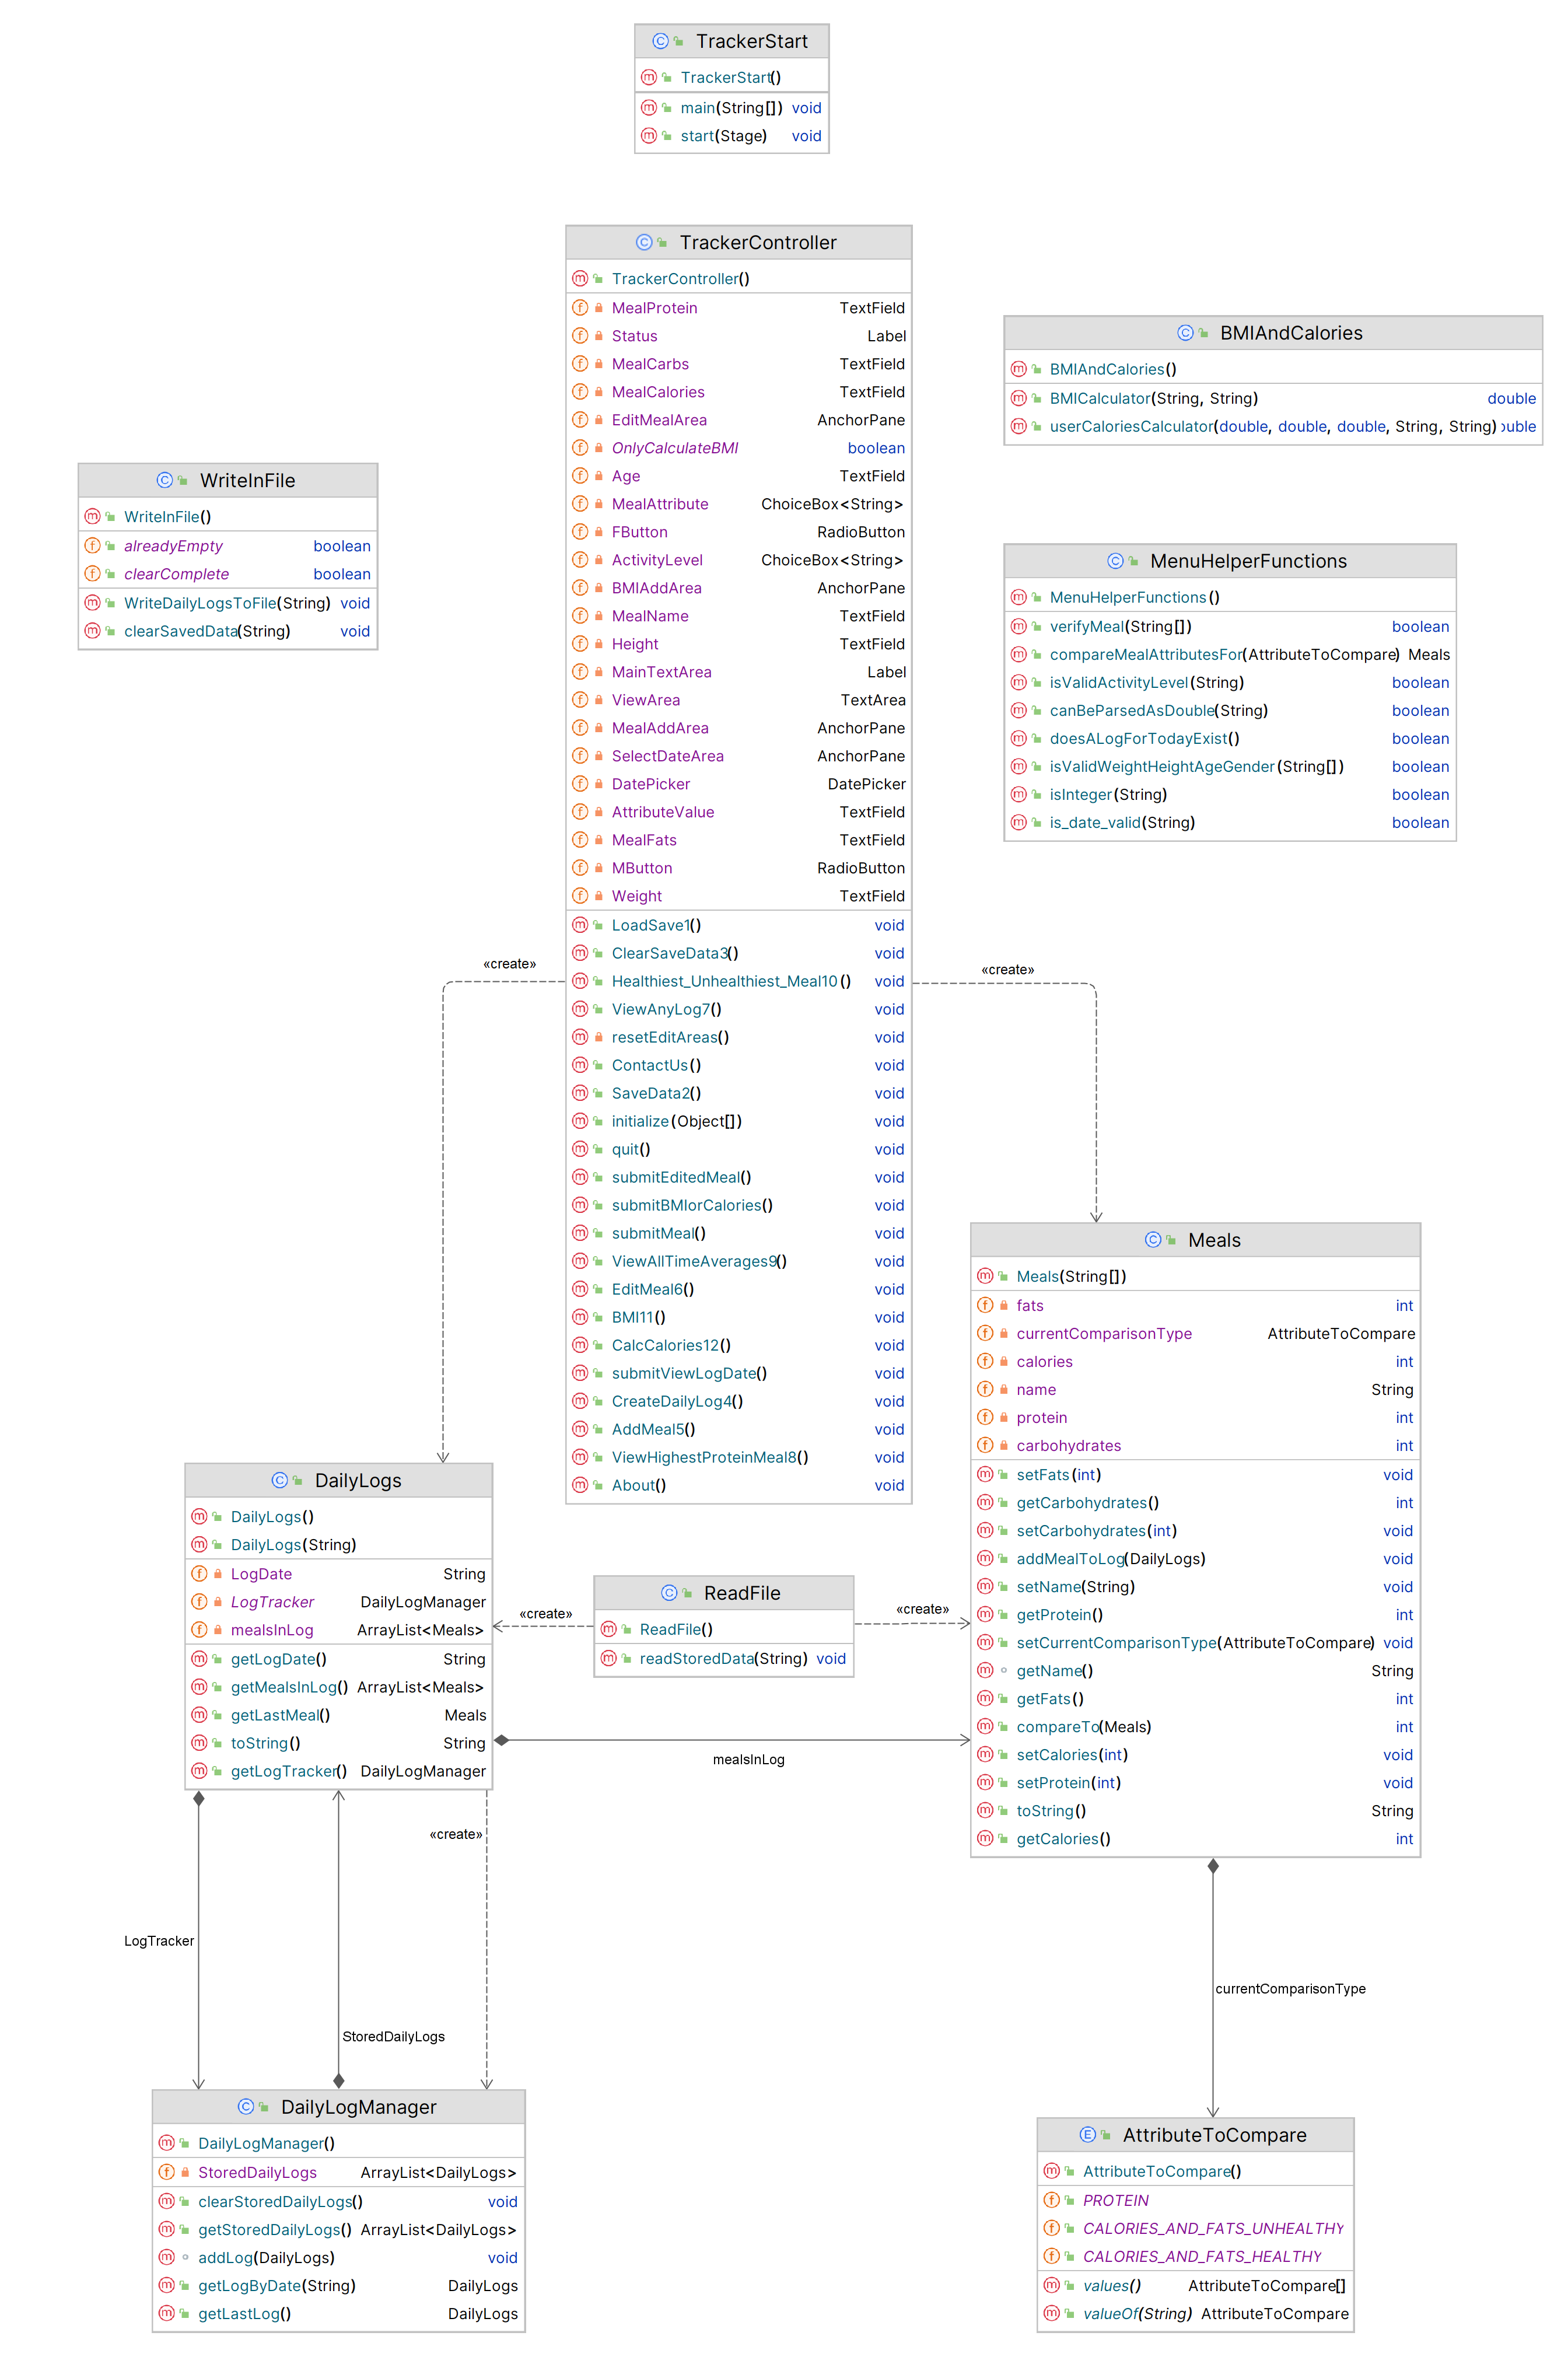 TrackerStart
TrackerStart()
main(String[]) void
start(Stage) void
TrackerController
TrackerController()
MealProtein TextField
Status Label
MealCarbs TextField
MealCalories TextField
EditMealArea AnchorPane
OnlyCalculateBMI boolean
Age TextField
MealAttribute ChoiceBox<String>
FButton RadioButton
ActivityLevel ChoiceBox<String>
BMIAddArea AnchorPane
MealName TextField
Height TextField
MainTextArea Label
ViewArea TextArea
MealAddArea AnchorPane
SelectDateArea AnchorPane
DatePicker DatePicker
AttributeValue TextField
MealFats TextField
MButton RadioButton
Weight TextField
LoadSave1() void
ClearSaveData3() void
Healthiest_Unhealthiest_Meal10() void
ViewAnyLog7() void
resetEditAreas() void
ContactUs() void
SaveData2() void
initialize(Object[]) void
quit() void
submitEditedMeal() void
submitBMIorCalories() void
submitMeal() void
ViewAllTimeAverages9() void
EditMeal6() void
BMI11() void
CalcCalories12() void
submitViewLogDate() void
CreateDailyLog4() void
AddMeal5() void
ViewHighestProteinMeal8() void
About() void
BMIAndCalories
BMIAndCalories()
BMICalculator(String, String) double
userCaloriesCalculator(double, double, double, String, String) ouble
WriteInFile
WriteInFile()
alreadyEmpty boolean
clearComplete boolean
WriteDailyLogsToFile(String) void
clearSavedData(String) void
MenuHelperFunctions
MenuHelperFunctions()
verifyMeal(String[]) boolean
compareMealAttributesFor(AttributeToCompare) Meals
isValidActivityLevel(String) boolean
canBeParsedAsDouble(String) boolean
doesALogForTodayExist() boolean
isValidWeightHeightAgeGender(String[]) boolean
isInteger(String) boolean
is_date_valid(String) boolean
«create»
«create»
Meals
Meals(String[])
fats int
currentComparisonType AttributeToCompare
calories int
name String
protein int
carbohydrates int
setFats(int) void
getCarbohydrates() int
setCarbohydrates(int) void
addMealToLog(DailyLogs) void
setName(String) void
getProtein() int
setCurrentComparisonType(AttributeToCompare) void
getName() String
getFats() int
compareTo(Meals) int
setCalories(int) void
setProtein(int) void
toString() String
getCalories() int
DailyLogs
DailyLogs()
DailyLogs(String)
LogDate String
LogTracker DailyLogManager
mealsInLog ArrayList<Meals>
getLogDate() String
getMealsInLog() ArrayList<Meals>
getLastMeal() Meals
toString() String
getLogTracker() DailyLogManager
ReadFile
ReadFile()
readStoredData(String) void
«create»
«create»
mealsInLog
«create»
LogTracker
StoredDailyLogs
currentComparisonType
DailyLogManager
DailyLogManager()
StoredDailyLogs ArrayList<DailyLogs>
clearStoredDailyLogs() void
getStoredDailyLogs() ArrayList<DailyLogs>
addLog(DailyLogs) void
getLogByDate(String) DailyLogs
getLastLog() DailyLogs
AttributeToCompare
AttributeToCompare()
PROTEIN
CALORIES_AND_FATS_UNHEALTHY
CALORIES_AND_FATS_HEALTHY
values() AttributeToCompare[]
valueOf(String) AttributeToCompare